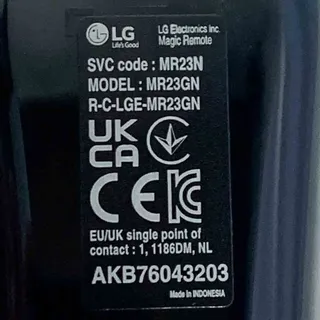 LG
Life's Good
LG Electronics Inc.
Magic Remote
SVC code : MR23N
MODEL : MR23GN
R-C-LGE-MR23GN
UK
CA
CE
EU/UK single point of
contact : 1, 1186DM, NL
AKB76043203
Made in INDONESIA